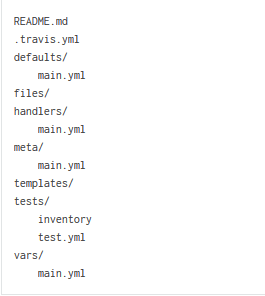 README.md
.travis.yml
defaults/
    main.yml
files/
handlers/
    main.yml
meta/
    main.yml
templates/
tests/
    inventory
    test.yml
vars/
    main.yml